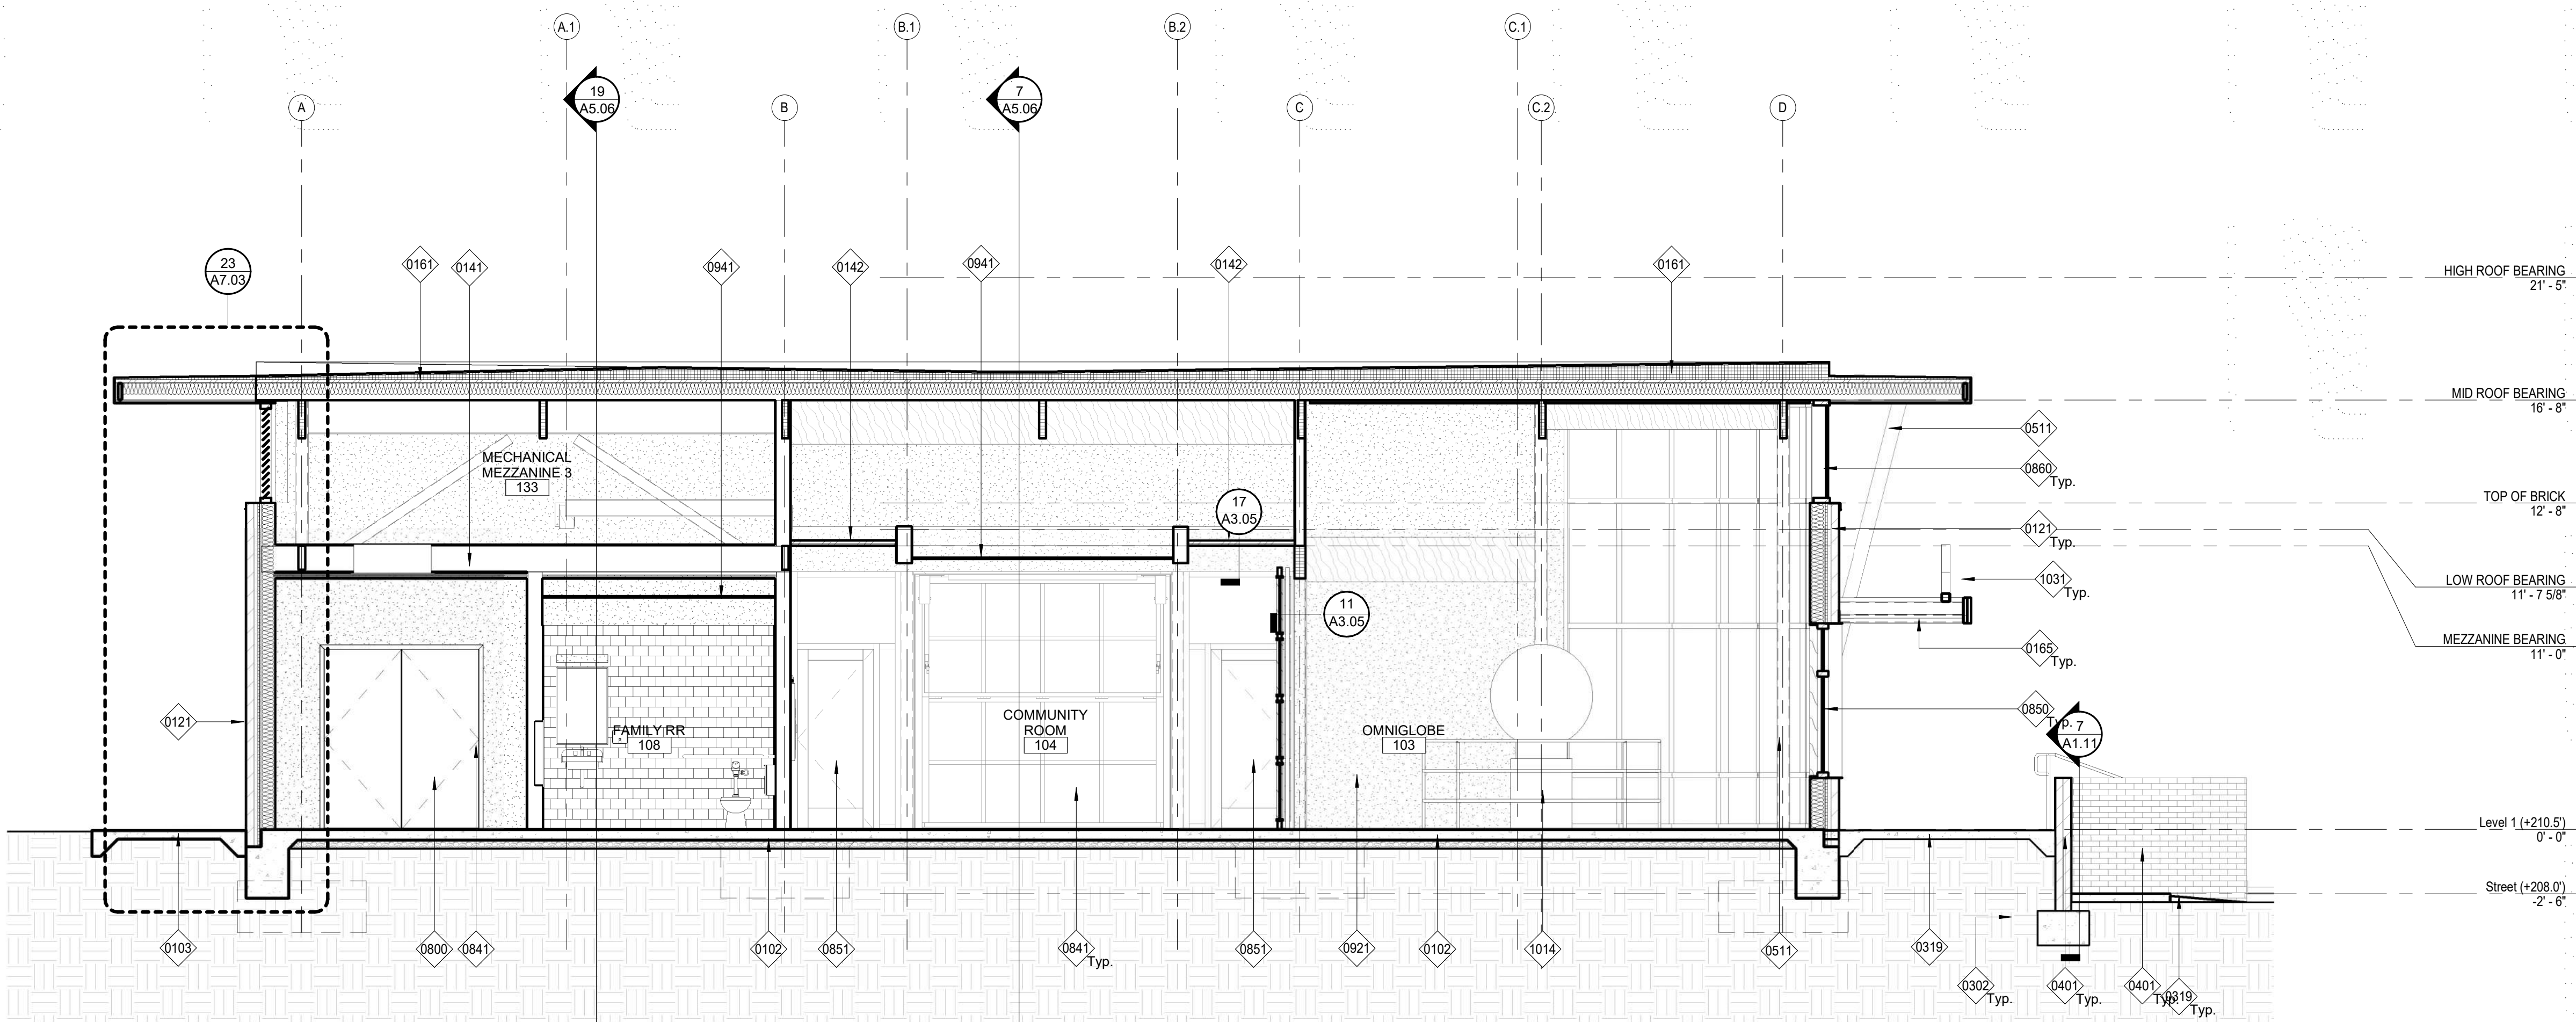 A.1
B.1
B.2
C.1
19
A5.06
7
A5.06
A
B
C
C.2
D
23
A7.03
0161
0141
0941
0142
0941
0142
0161
HIGH ROOF BEARING
21' - 5"
MID ROOF BEARING
16' - 8"
0511
MECHANICAL
MEZZANINE 3
133
0860
Typ.
17
A3.05
TOP OF BRICK
12' - 8"
0121
Typ.
1031
Typ.
LOW ROOF BEARING
11' - 7 5/8"
11
A3.05
0165
Typ.
MEZZANINE BEARING
11' - 0"
0121
FAMILY RR
108
COMMUNITY
ROOM
104
OMNIGLOBE
103
0850
Typ.
7
A1.11
Level 1 (+210.5')
0' - 0"
Street (+208.0')
-2' - 6"
0103
0800
0841
0102
0851
0841
Typ.
0851
0921
0102
1014
0511
0319
0302
Typ.
0401
Typ.
0401
Typ.
0319
Typ.